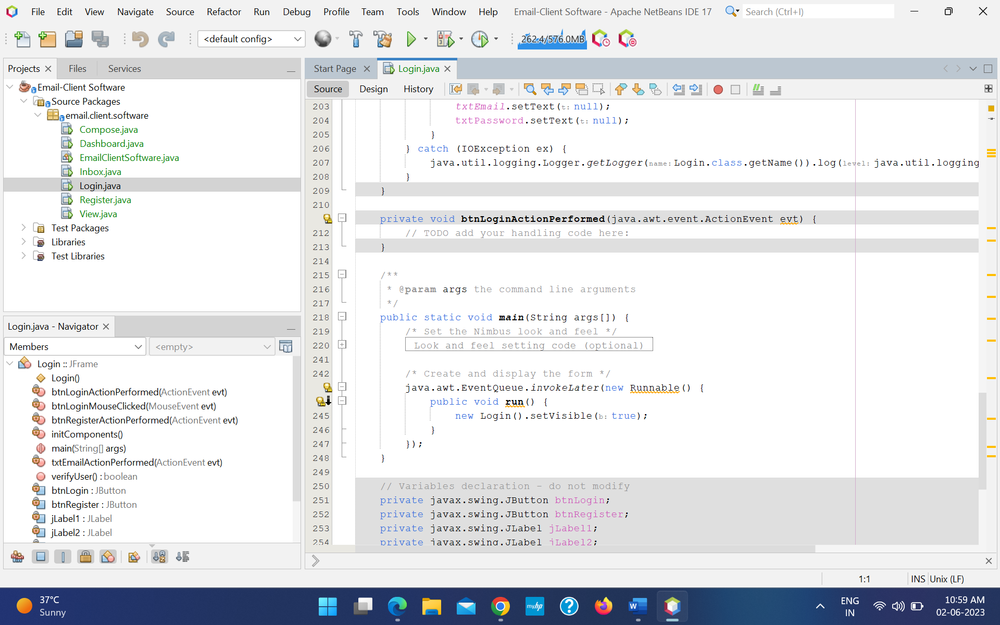 File Edit View Navigate Source Refactor Run Debug Profile Team Tools Window Help Email-Client Software - Apache NetBeans IDE 17 Search (Ctrl+I)
<default config> 262.4/576.0MB
Projects Files Services
Email-Client Software
Source Packages
email.client.software
Compose.java
Dashboard.java
EmailClientSoftware.java
Inbox.java
Login.java
Register.java
View.java
Test Packages
Libraries
Test Libraries
Login.java - Navigator
Members <empty>
Login :: JFrame
Login()
btnLoginActionPerformed(ActionEvent evt)
btnLoginMouseClicked(MouseEvent evt)
btnRegisterActionPerformed(ActionEvent evt)
initComponents()
main(String[] args)
txtEmailActionPerformed(ActionEvent evt)
verifyUser() : boolean
btnLogin : JButton
btnRegister : JButton
jLabel1 : JLabel
jLabel2 : JLabel
Start Page Login.java
Source Design History
203 txtEmail.setText(t: null);
204 txtPassword.setText(t: null);
205 }
206 } catch (IOException ex) {
207 java.util.logging.Logger.getLogger(name: Login.class.getName()).log(level: java.util.logging
208 }
209 }
210
private void btnLoginActionPerformed(java.awt.event.ActionEvent evt) {
212 // TODO add your handling code here:
213 }
214
215 /**
216 * @param args the command line arguments
217 */
218 public static void main(String args[]) {
219 /* Set the Nimbus look and feel */
220 Look and feel setting code (optional)
241
242 /* Create and display the form */
java.awt.EventQueue.invokeLater(new Runnable() {
public void run() {
245 new Login().setVisible(b: true);
246 }
247 });
248 }
249
250 // Variables declaration - do not modify
251 private javax.swing.JButton btnLogin;
252 private javax.swing.JButton btnRegister;
253 private javax.swing.JLabel jLabel1;
254 private javax.swing.JLabel jLabel2;
1:1 INS Unix (LF)
37°C
Sunny
myhp
ENG
IN
10:59 AM
02-06-2023